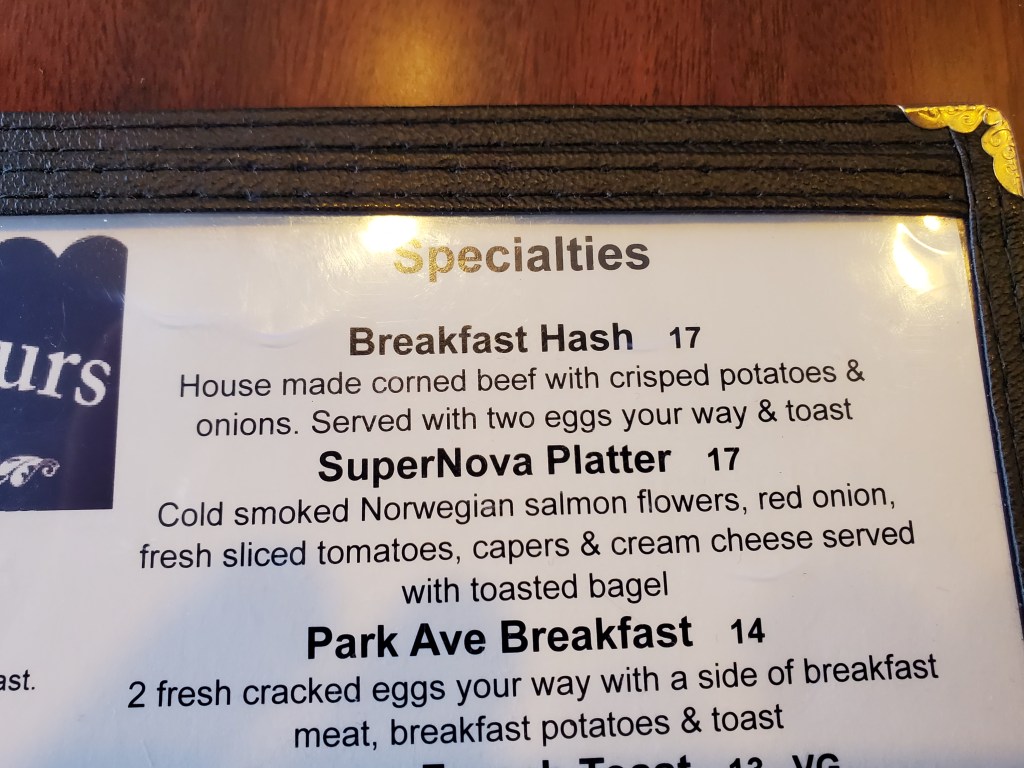 Specialties
urs
Breakfast Hash 17
House made corned beef with crisped potatoes &
onions. Served with two eggs your way & toast
SuperNova Platter 17
Cold smoked Norwegian salmon flowers, red onion,
fresh sliced tomatoes, capers & cream cheese served
with toasted bagel
Park Ave Breakfast 14
ast.
2 fresh cracked eggs your way with a side of breakfast
meat, breakfast potatoes & toast
Toast 13 VG